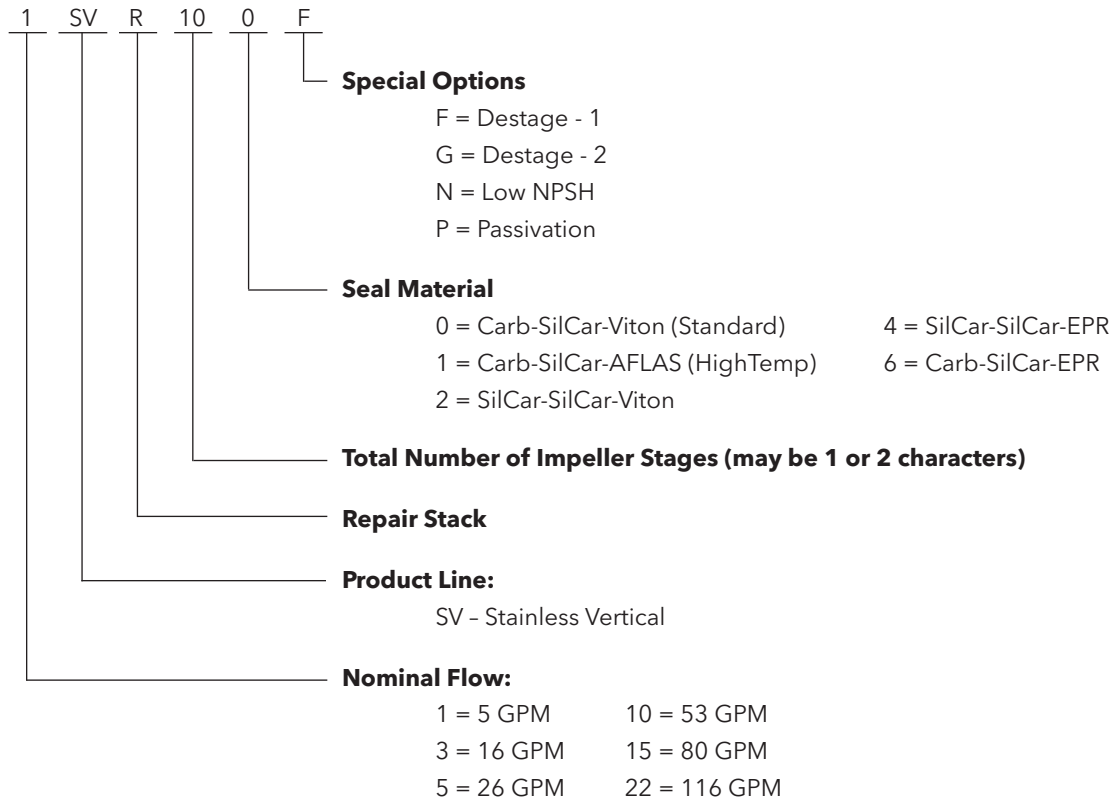 1 SV R 10 0 F
Special Options
F = Destage - 1
G = Destage - 2
N = Low NPSH
P = Passivation
Seal Material
0 = Carb-SilCar-Viton (Standard) 4 = SilCar-SilCar-EPR
1 = Carb-SilCar-AFLAS (HighTemp) 6 = Carb-SilCar-EPR
2 = SilCar-SilCar-Viton
Total Number of Impeller Stages (may be 1 or 2 characters)
Repair Stack
Product Line:
SV – Stainless Vertical
Nominal Flow:
1 = 5 GPM 10 = 53 GPM
3 = 16 GPM 15 = 80 GPM
5 = 26 GPM 22 = 116 GPM